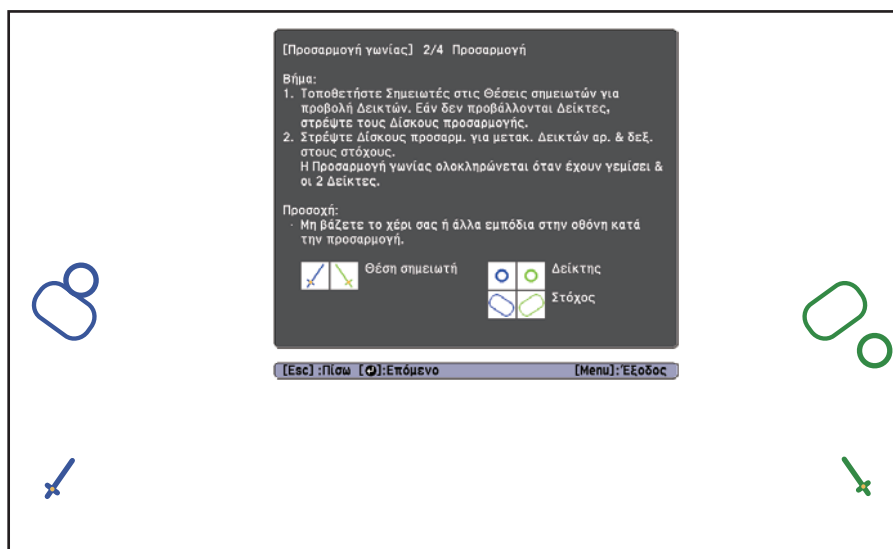 [Προσαρμογή γωνίας] 2/4 Προσαρμογή
Βήμα:
1. Τοποθετήστε Σημειωτές στις Θέσεις σημειωτών για
προβολή Δεικτών. Εάν δεν προβάλλονται Δείκτες,
στρέψτε τους Δίσκους προσαρμογής.
2. Στρέψτε Δίσκους προσαρμ. για μετακ. Δεικτών αρ. & δεξ.
στους στόχους.
Η Προσαρμογή γωνίας ολοκληρώνεται όταν έχουν γεμίσει &
οι 2 Δείκτες.
Προσοχή:
· Μη βάζετε το χέρι σας ή άλλα εμπόδια στην οθόνη κατά
την προσαρμογή.
Θέση σημειωτή Δείκτης
Στόχος
[Esc] :Πίσω [⏎]:Επόμενο [Menu]:Έξοδος